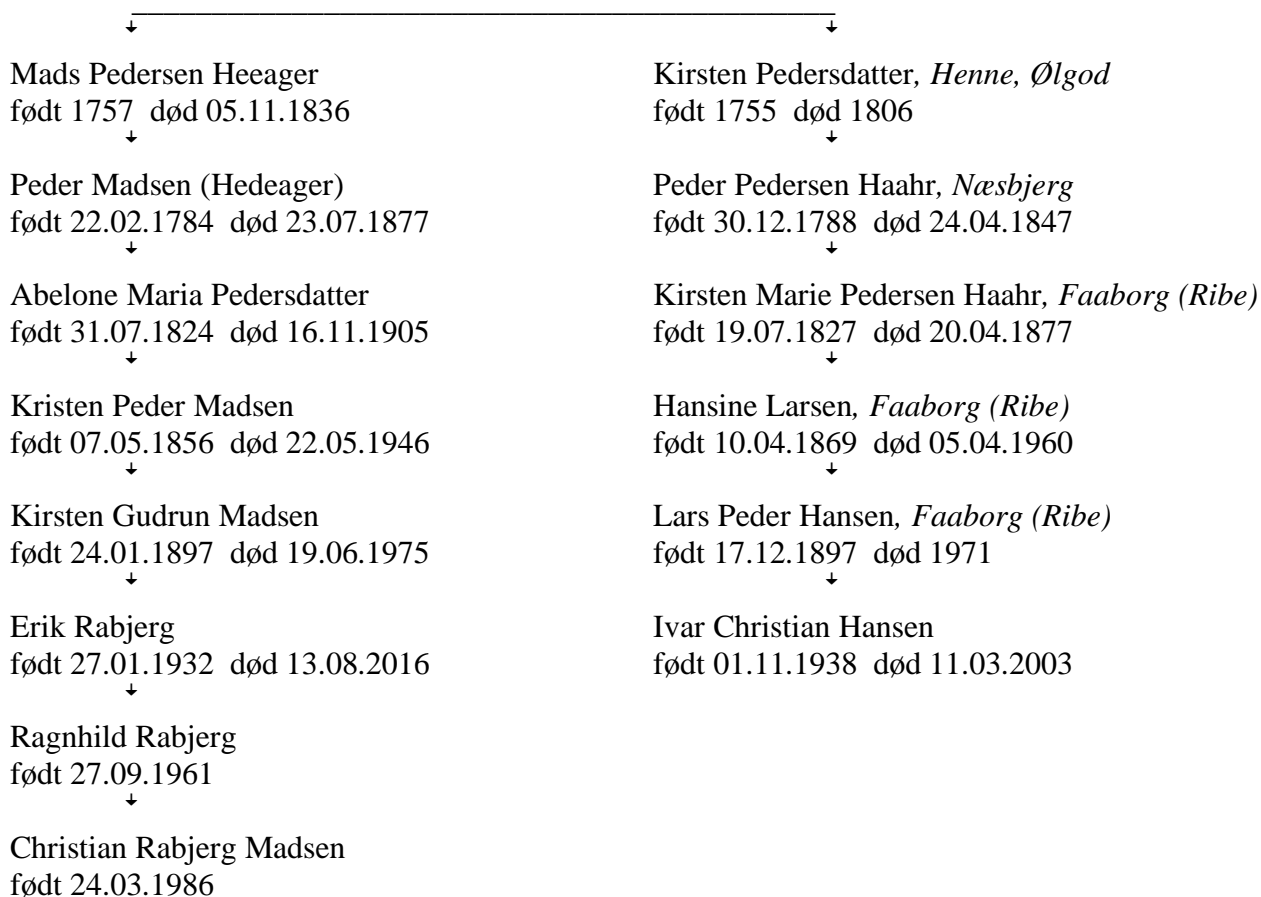 Mads Pedersen Heeager
født 1757 død 05.11.1836
Kirsten Pedersdatter, Henne, Ølgod
født 1755 død 1806
Peder Madsen (Hedeager)
født 22.02.1784 død 23.07.1877
Peder Pedersen Haahr, Næsbjerg
født 30.12.1788 død 24.04.1847
Abelone Maria Pedersdatter
født 31.07.1824 død 16.11.1905
Kirsten Marie Pedersen Haahr, Faaborg (Ribe)
født 19.07.1827 død 20.04.1877
Kristen Peder Madsen
født 07.05.1856 død 22.05.1946
Hansine Larsen, Faaborg (Ribe)
født 10.04.1869 død 05.04.1960
Kirsten Gudrun Madsen
født 24.01.1897 død 19.06.1975
Lars Peder Hansen, Faaborg (Ribe)
født 17.12.1897 død 1971
Erik Rabjerg
født 27.01.1932 død 13.08.2016
Ivar Christian Hansen
født 01.11.1938 død 11.03.2003
Ragnhild Rabjerg
født 27.09.1961
Christian Rabjerg Madsen
født 24.03.1986